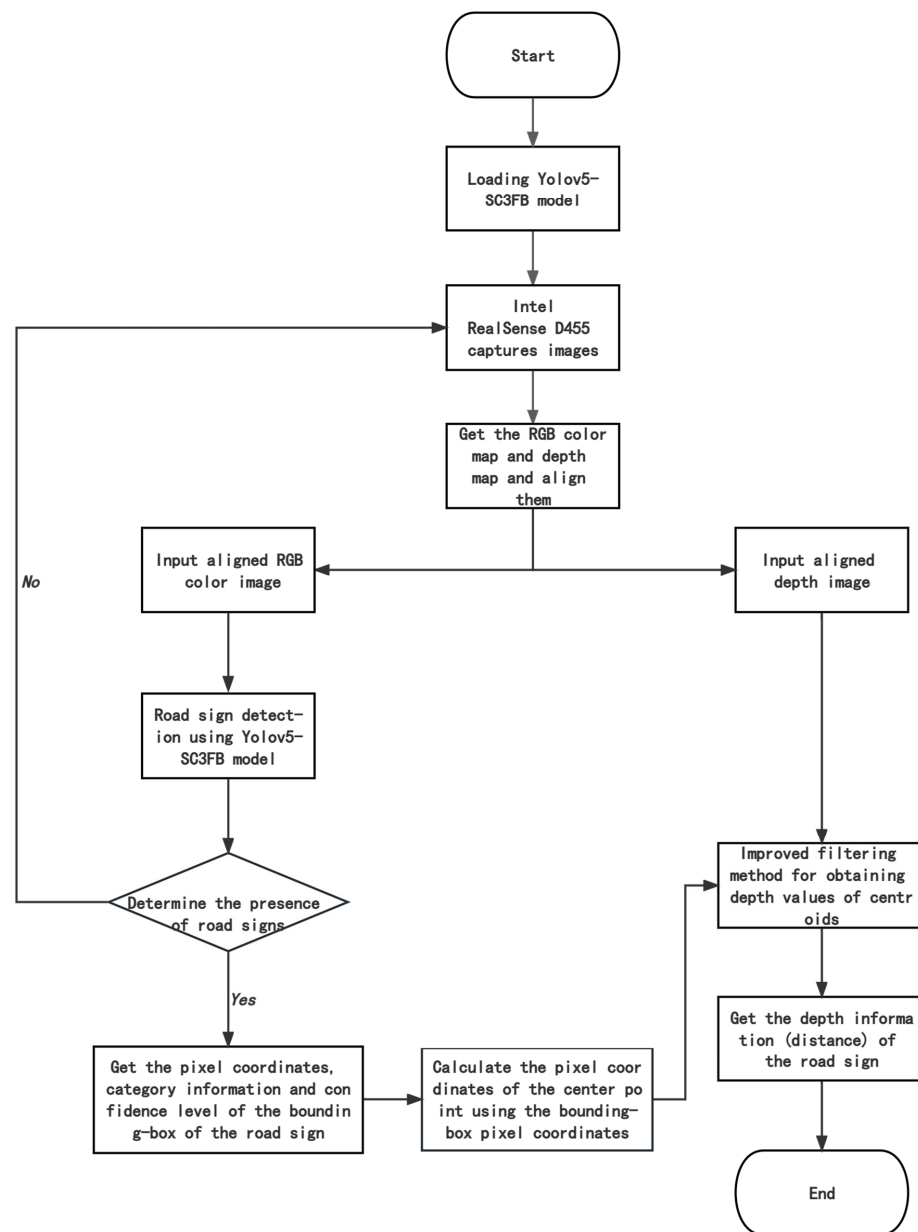 Start
Loading Yolov5-
SC3FB model
Intel
RealSense D455
captures images
Get the RGB color
map and depth
map and align
them
Input aligned RGB
color image
Input aligned
depth image
No
Road sign detect-
ion using Yolov5-
SC3FB model
Improved filtering
method for obtaining
depth values of centr
oids
Determine the presence
of road signs
Yes
Get the depth informa
tion (distance) of
the road sign
Get the pixel coordinates,
category information and con
fidence level of the boundin
g-box of the road sign
Calculate the pixel coor
dinates of the center po
int using the bounding-
box pixel coordinates
End